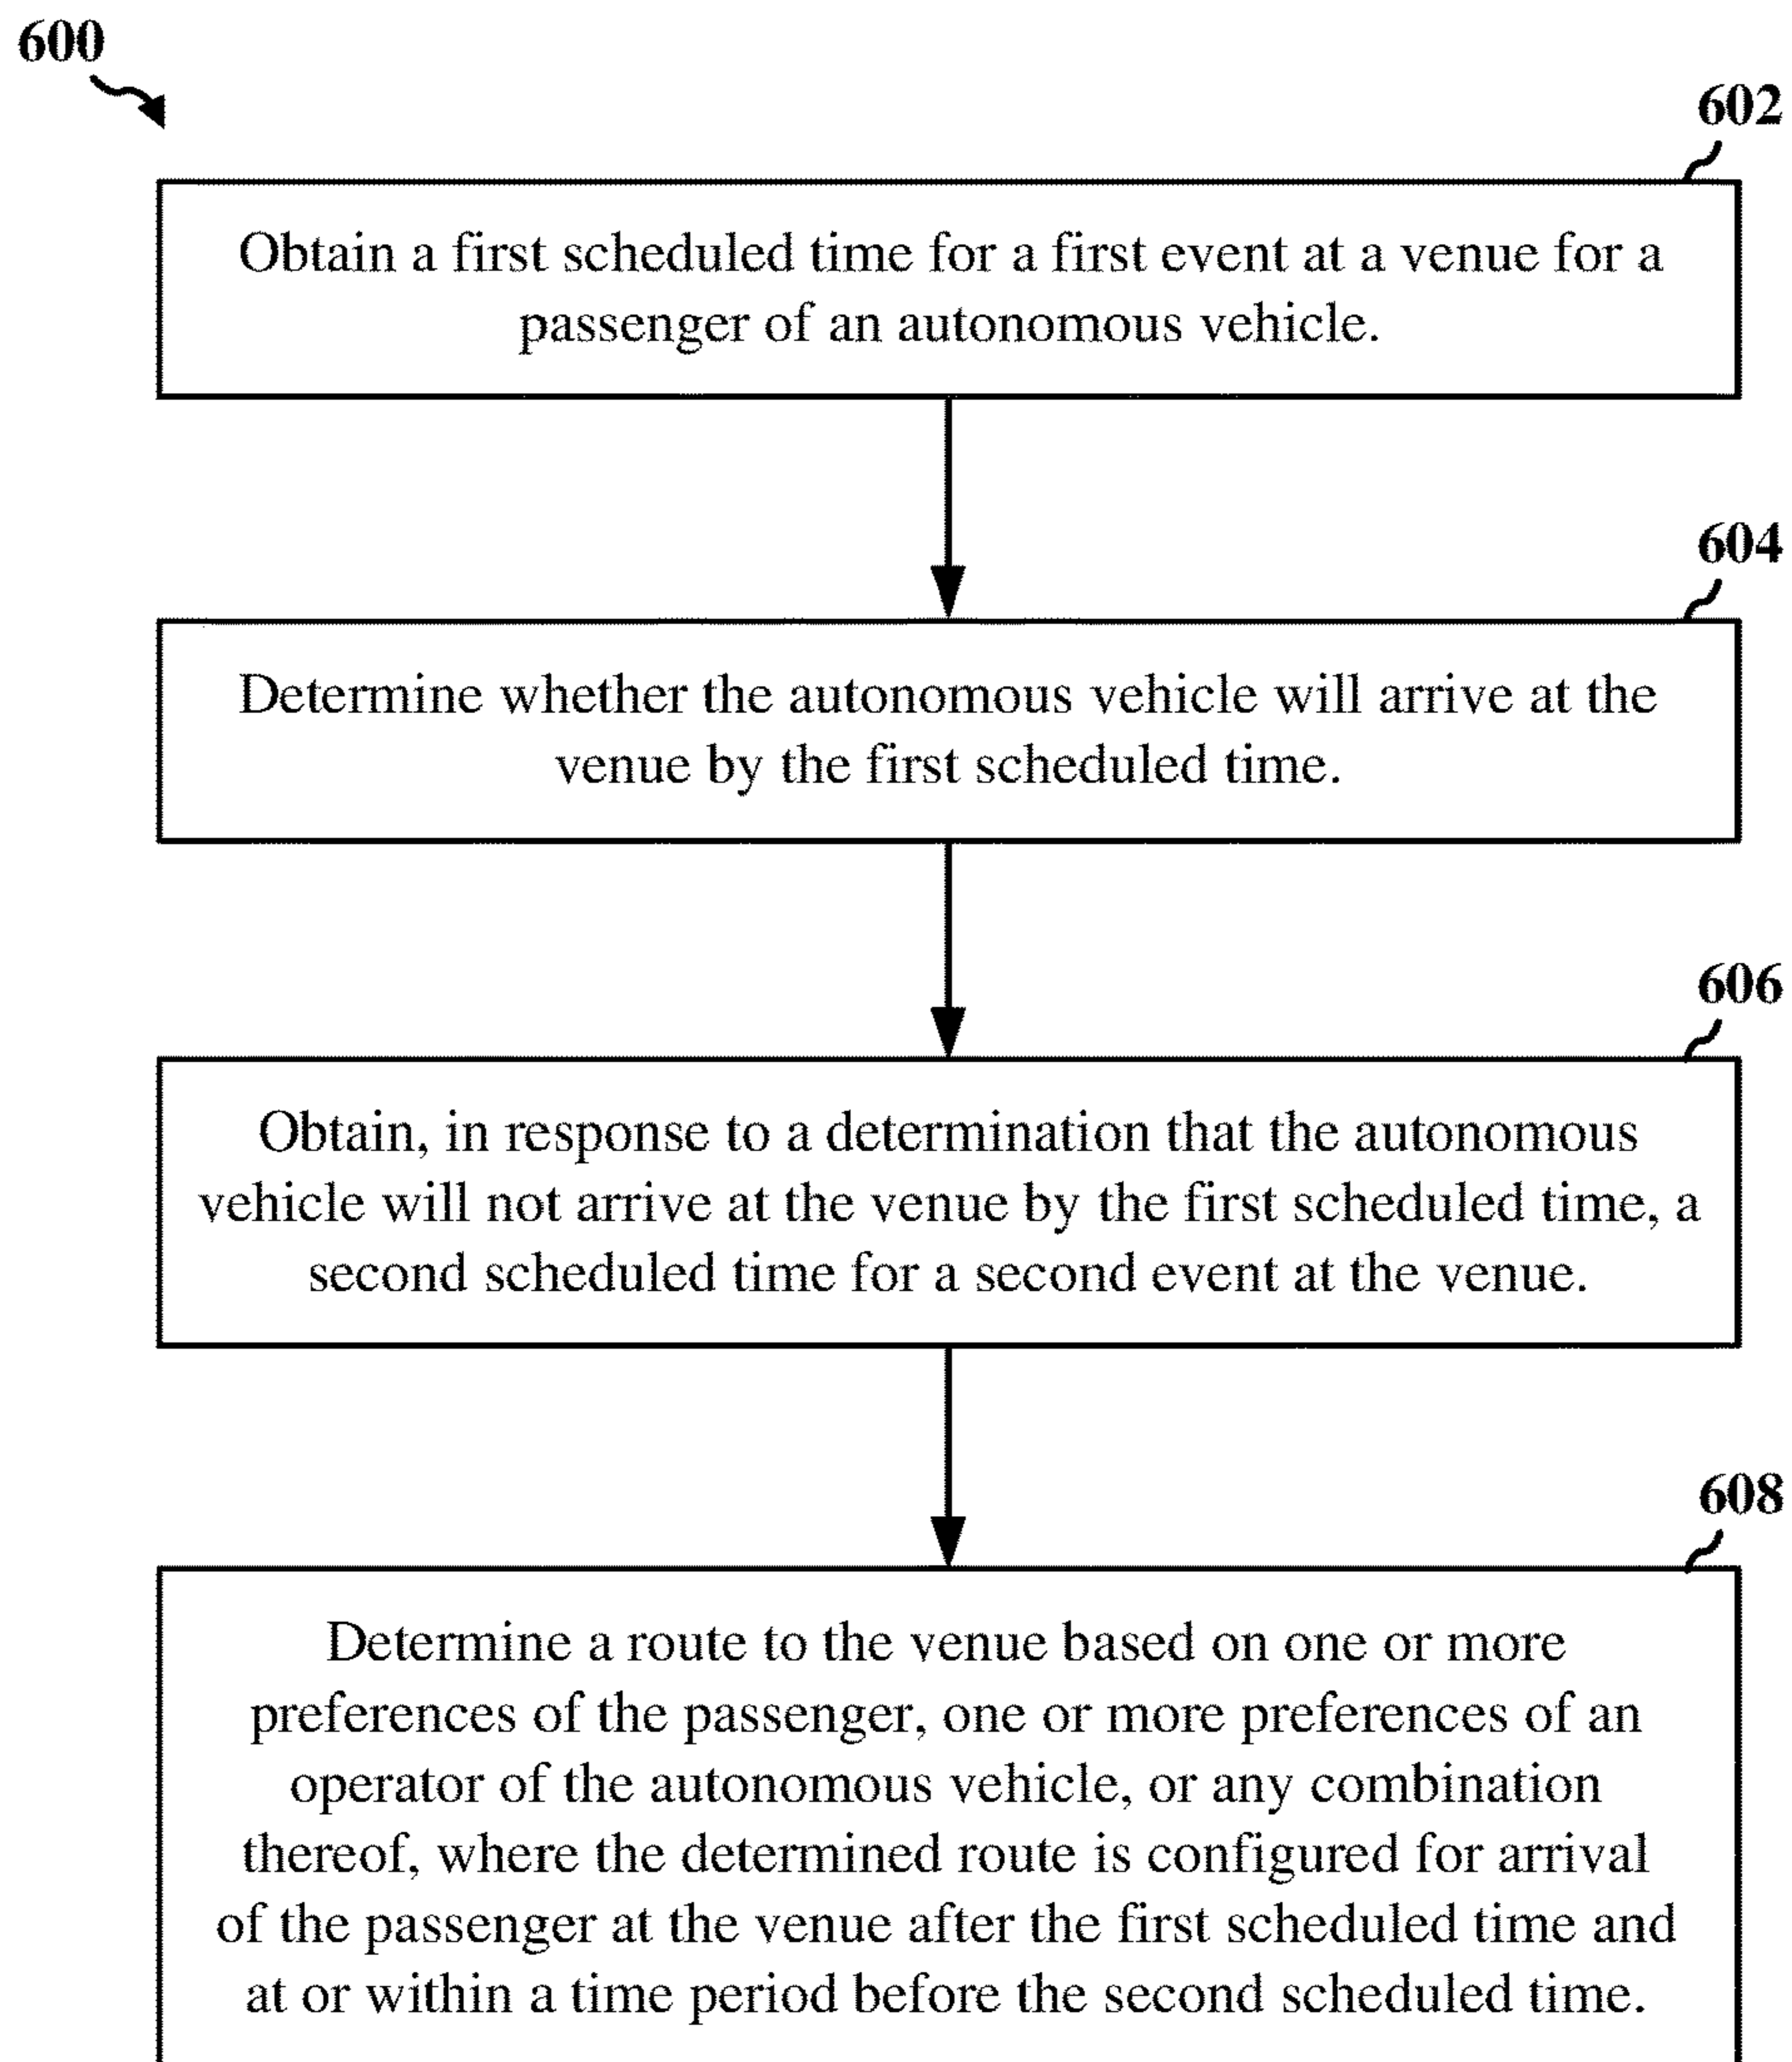 600
602
Obtain a first scheduled time for a first event at a venue for a
passenger of an autonomous vehicle.
604
Determine whether the autonomous vehicle will arrive at the
venue by the first scheduled time.
606
Obtain, in response to a determination that the autonomous
vehicle will not arrive at the venue by the first scheduled time, a
second scheduled time for a second event at the venue.
608
Determine a route to the venue based on one or more
preferences of the passenger, one or more preferences of an
operator of the autonomous vehicle, or any combination
thereof, where the determined route is configured for arrival
of the passenger at the venue after the first scheduled time and
at or within a time period before the second scheduled time.